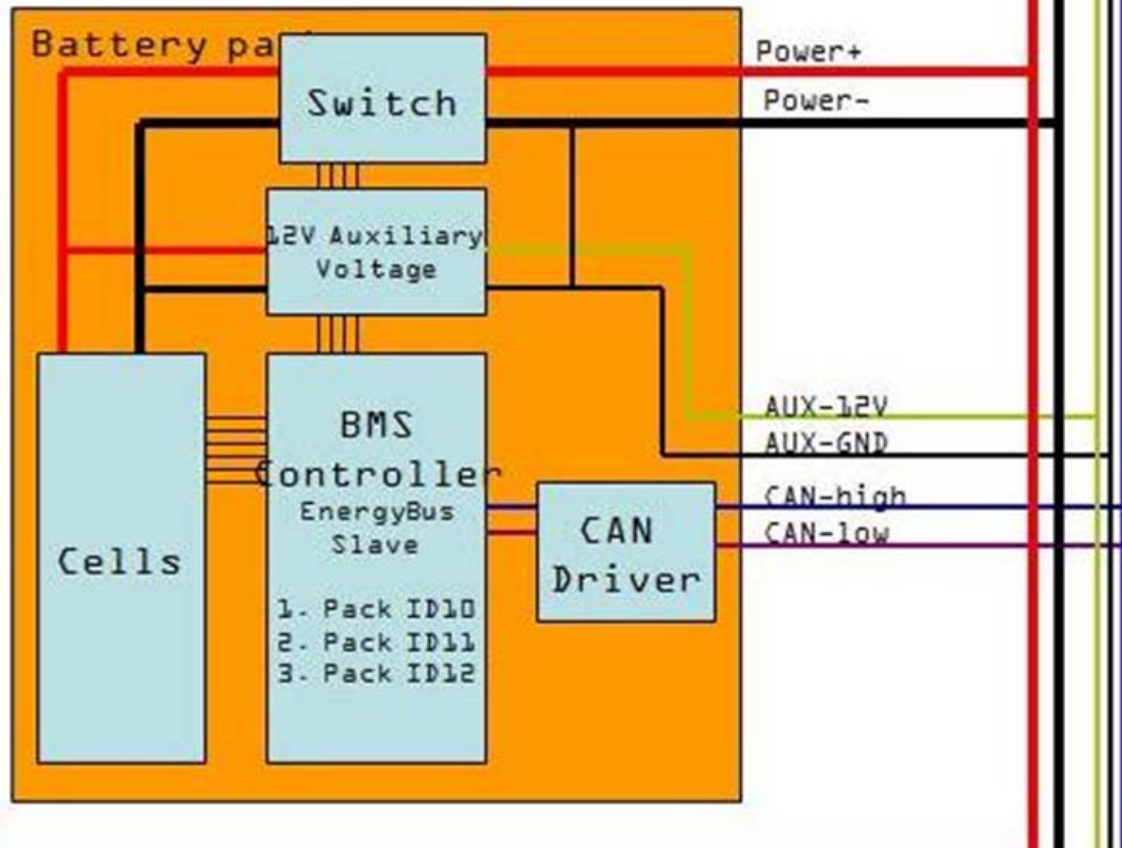 Battery pa
Switch
Power+
Power-
12V Auxiliary
Voltage
BMS
Controller
EnergyBus
Slave
1. Pack ID10
2. Pack ID11
3. Pack ID12
Cells
CAN
Driver
AUX-12V
AUX-GND
CAN-high
CAN-low